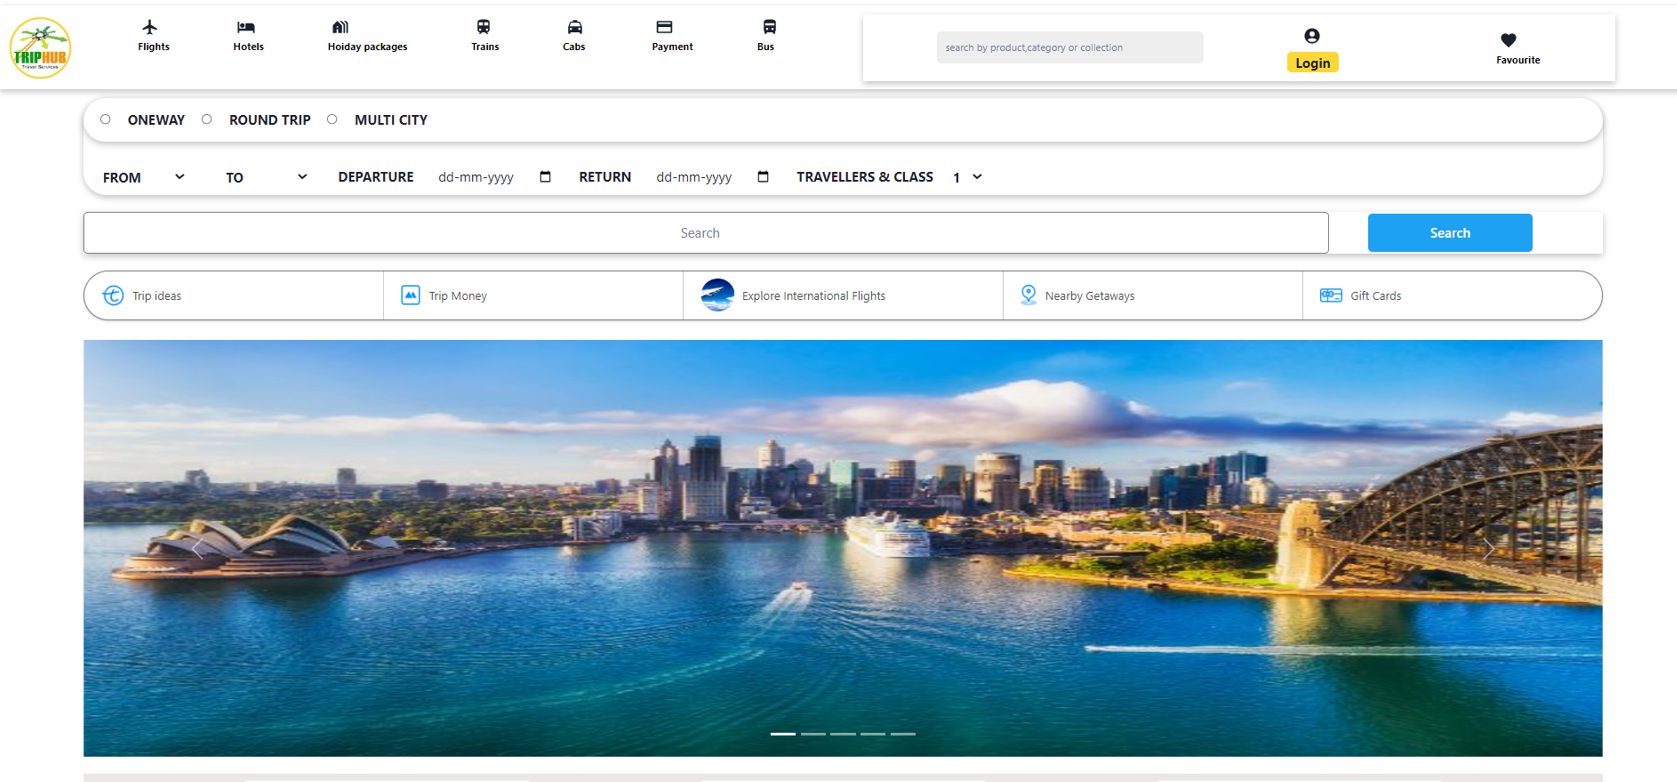 TRIPHUB
Travel Services
Flights
Hotels
Hoiday packages
Trains
Cabs
Payment
Bus
search by product,category or collection
Login
Favourite
ONEWAY ROUND TRIP MULTI CITY
FROM TO DEPARTURE dd-mm-yyyy RETURN dd-mm-yyyy TRAVELLERS & CLASS 1
Search Search
Trip ideas Trip Money Explore International Flights Nearby Getaways Gift Cards